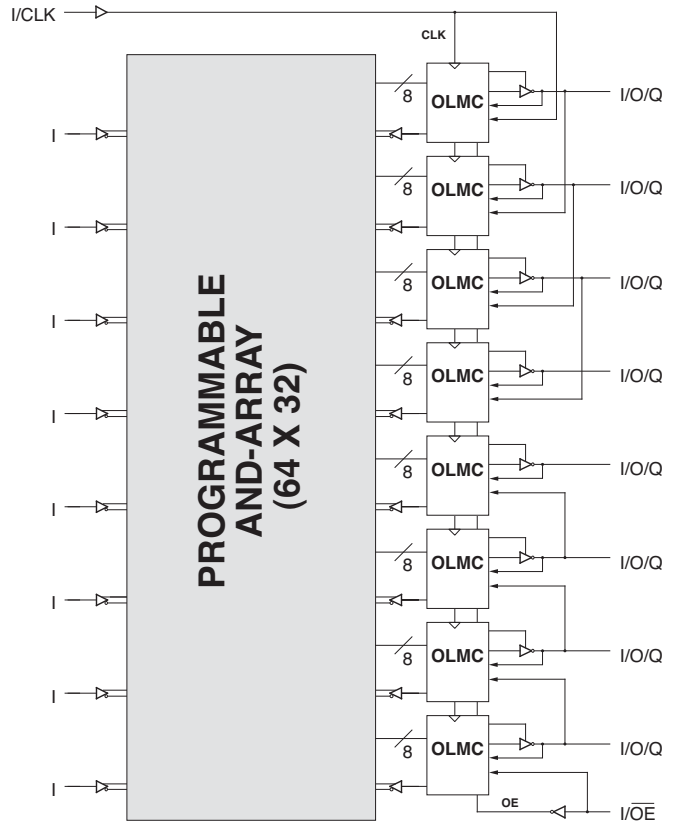 I/CLK
CLK
8
OLMC
I/O/Q
I
8
OLMC
I/O/Q
I
8
OLMC
I/O/Q
I
8
OLMC
I/O/Q
I
8
OLMC
I/O/Q
I
8
OLMC
I/O/Q
I
8
OLMC
I/O/Q
I
8
OLMC
I/O/Q
I
PROGRAMMABLE
AND-ARRAY
(64 X 32)
OE
I/O̅E̅